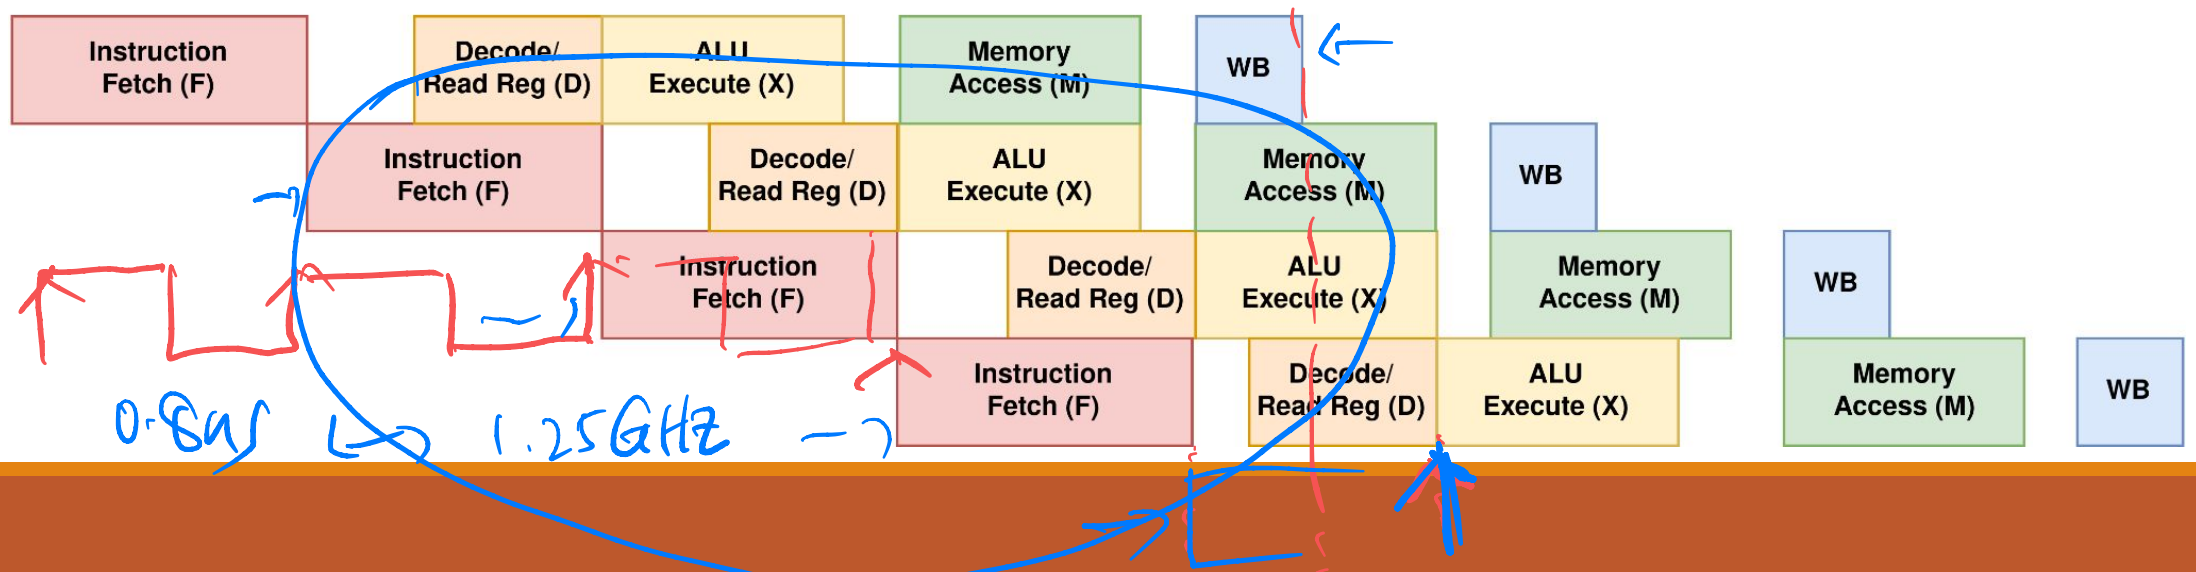 Instruction
Fetch (F)
Decode/
Read Reg (D)
ALU
Execute (X)
Memory
Access (M)
WB
Instruction
Fetch (F)
Decode/
Read Reg (D)
ALU
Execute (X)
Memory
Access (M)
WB
Instruction
Fetch (F)
Decode/
Read Reg (D)
ALU
Execute (X)
Memory
Access (M)
WB
Instruction
Fetch (F)
Decode/
Read Reg (D)
ALU
Execute (X)
Memory
Access (M)
WB
0.8ns ↔ 1.25GHz →